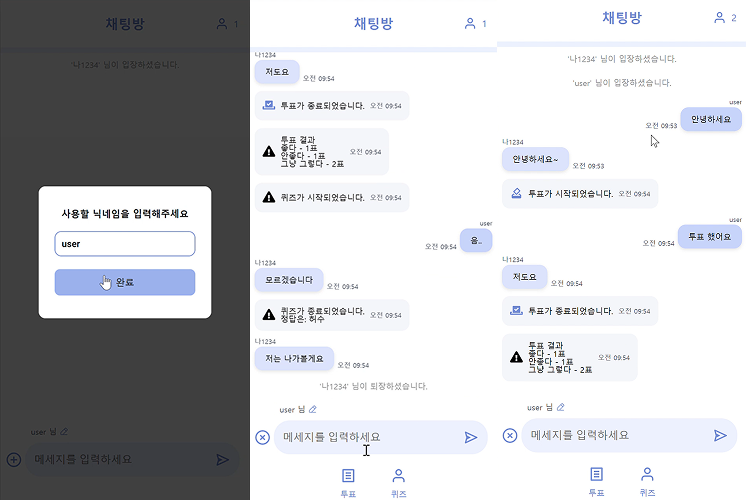 채팅방
1
'나1234' 님이 입장하셨습니다.
사용할 닉네임을 입력해주세요
user
완료
user 님
메세지를 입력하세요
채팅방
1
나1234
저도요
오전 09:54
투표가 종료되었습니다. 오전 09:54
투표 결과
좋다 - 1표
안좋다 - 1표
그냥 그렇다 - 2표
오전 09:54
퀴즈가 시작되었습니다. 오전 09:54
user
오전 09:54 음..
나1234
모르겠습니다 오전 09:54
퀴즈가 종료되었습니다.
정답은: 허수
오전 09:54
나1234
저는 나가볼게요 오전 09:54
'나1234' 님이 퇴장하셨습니다.
user 님
메세지를 입력하세요
투표 퀴즈
채팅방
2
'나1234' 님이 입장하셨습니다.
'user' 님이 입장하셨습니다.
user
오전 09:53 안녕하세요
나1234
안녕하세요~ 오전 09:53
투표가 시작되었습니다. 오전 09:54
user
오전 09:54 투표 했어요
나1234
저도요 오전 09:54
투표가 종료되었습니다. 오전 09:54
투표 결과
좋다 - 1표
안좋다 - 1표
그냥 그렇다 - 2표
오전 09:54
user 님
메세지를 입력하세요
투표 퀴즈